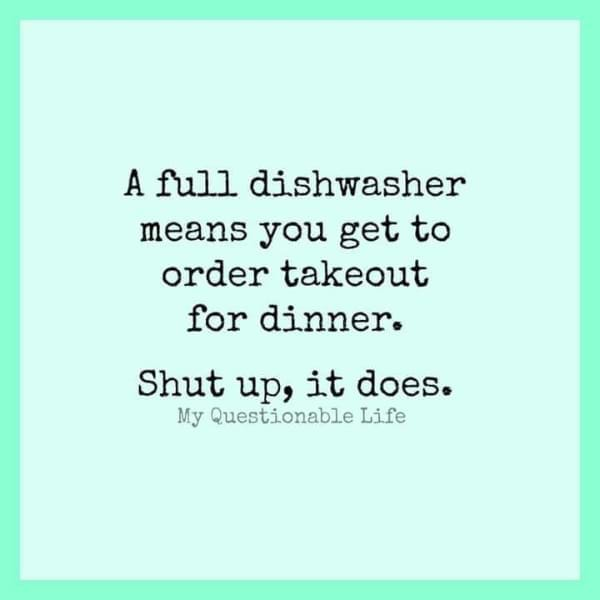 A full dishwasher
means you get to
order takeout
for dinner.
Shut up, it does.
My Questionable Life